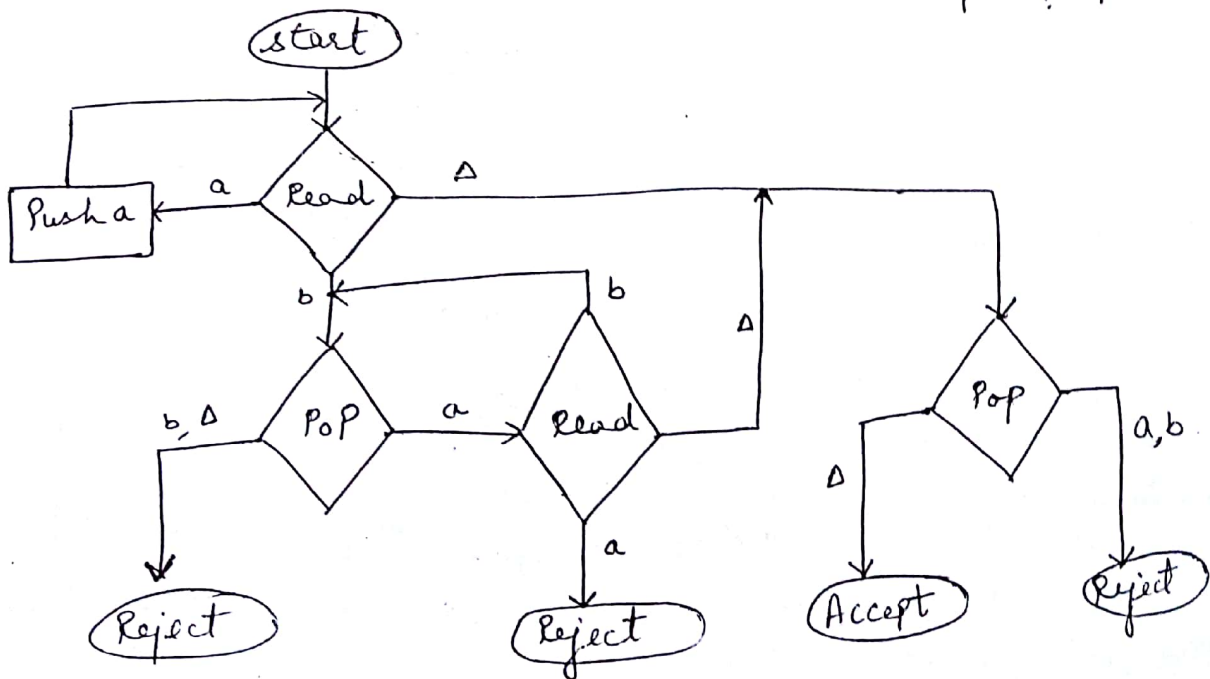 start
a
Read
Δ
Push a
b
b
Δ
b, Δ
PoP
a
Read
Pop
a,b
Δ
a
Reject
Reject
Accept
Reject